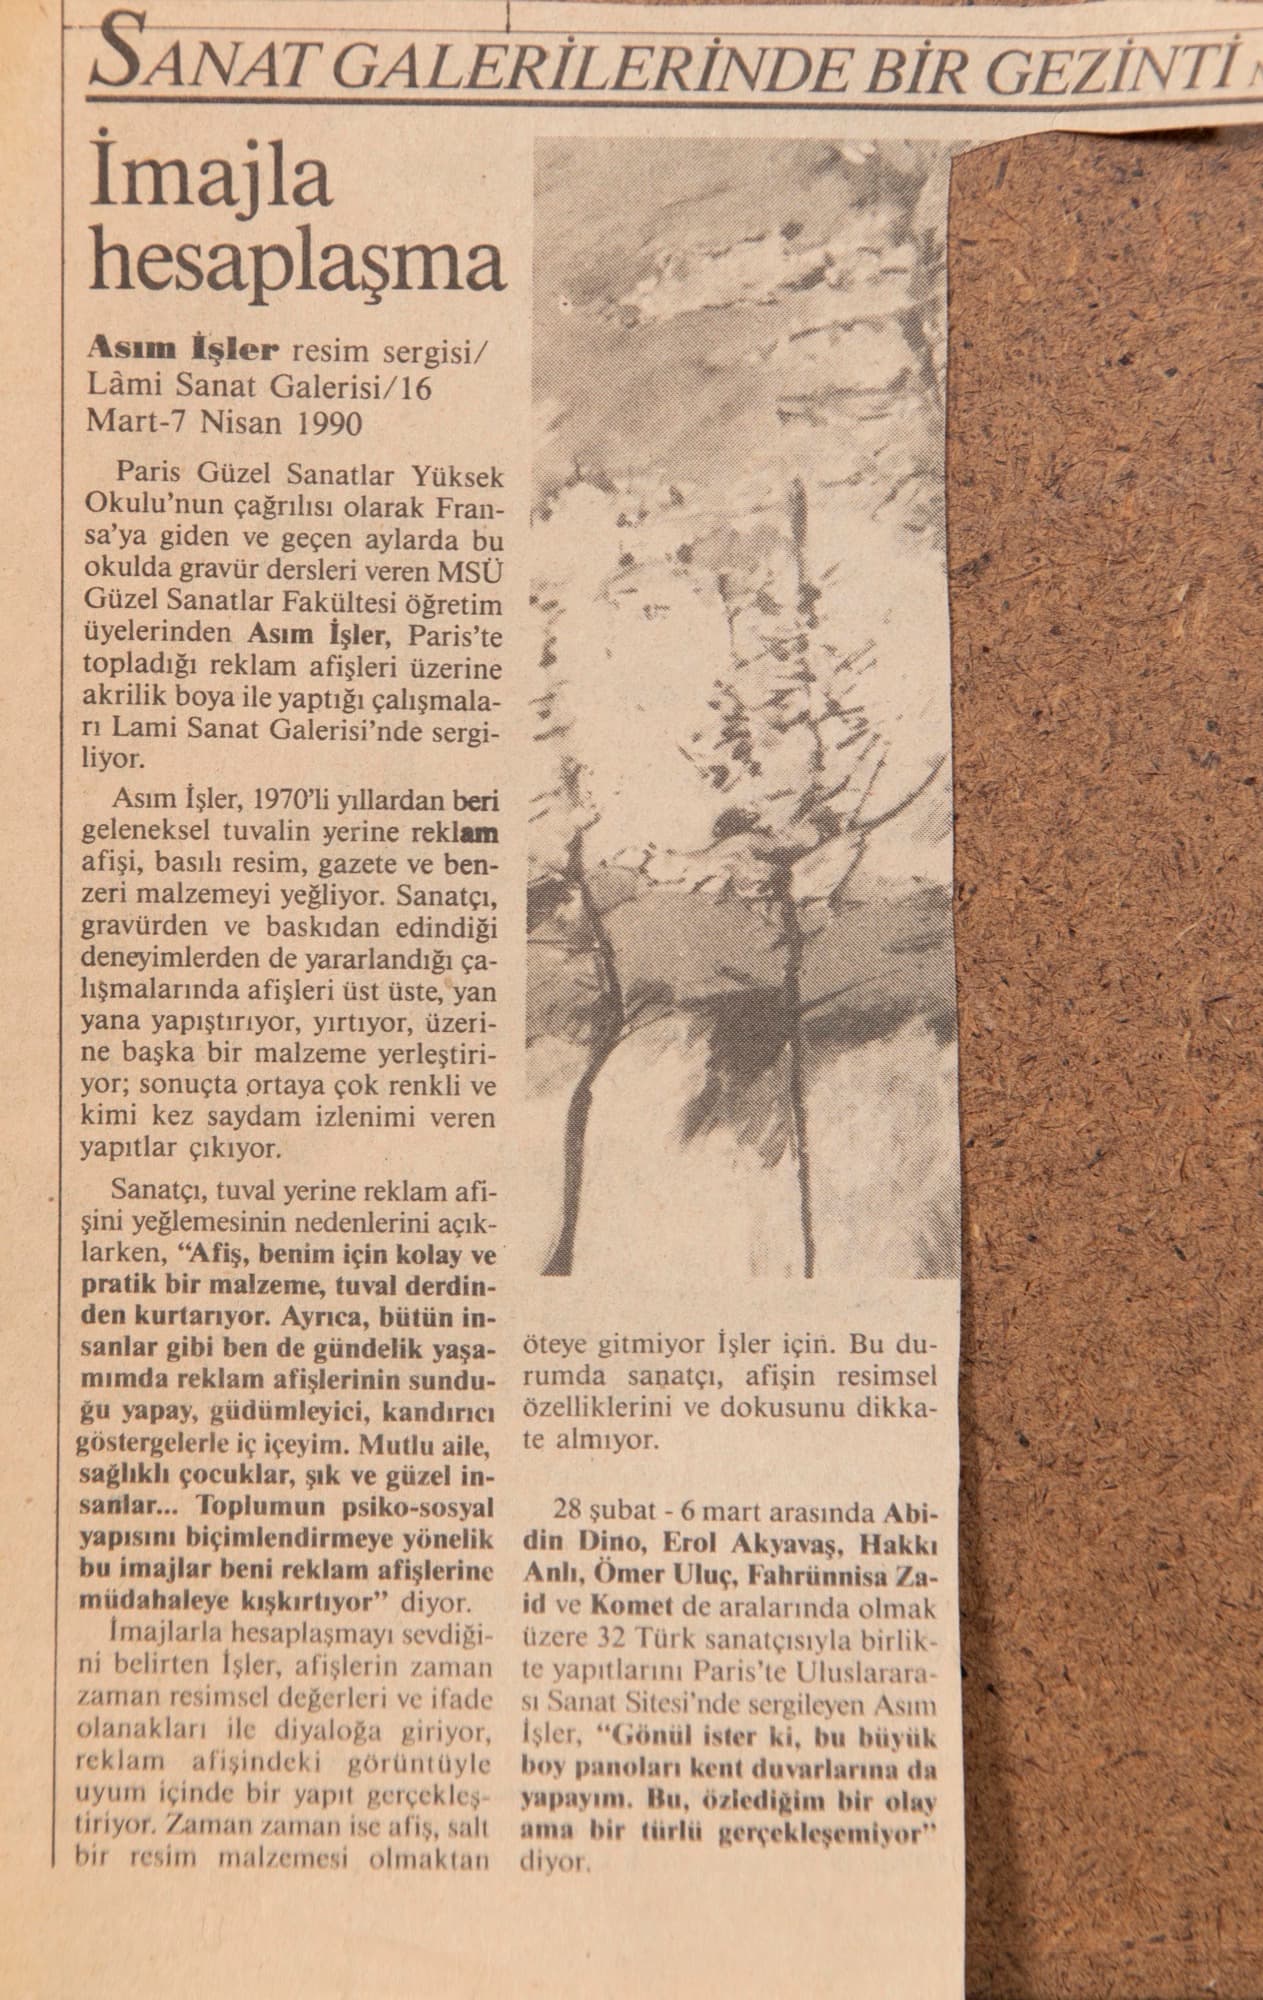 SANAT GALERİLERİNDE BİR GEZİNTİ
İmajla
hesaplaşma
Asım İşler resim sergisi/
Lâmi Sanat Galerisi/16
Mart-7 Nisan 1990
Paris Güzel Sanatlar Yüksek
Okulu'nun çağrılısı olarak Fran-
sa'ya giden ve geçen aylarda bu
okulda gravür dersleri veren MSÜ
Güzel Sanatlar Fakültesi öğretim
üyelerinden Asım İşler, Paris'te
topladığı reklam afişleri üzerine
akrilik boya ile yaptığı çalışmala-
rı Lami Sanat Galerisi'nde sergi-
liyor.
Asım İşler, 1970'li yıllardan beri
geleneksel tuvalin yerine reklam
afişi, basılı resim, gazete ve ben-
zeri malzemeyi yeğliyor. Sanatçı,
gravürden ve baskıdan edindiği
deneyimlerden de yararlandığı ça-
lışmalarında afişleri üst üste, yan
yana yapıştırıyor, yırtıyor, üzeri-
ne başka bir malzeme yerleştiri-
yor; sonuçta ortaya çok renkli ve
kimi kez saydam izlenimi veren
yapıtlar çıkıyor.
Sanatçı, tuval yerine reklam afi-
şini yeğlemesinin nedenlerini açık-
larken, “Afiş, benim için kolay ve
pratik bir malzeme, tuval derdin-
den kurtarıyor. Ayrıca, bütün in-
sanlar gibi ben de gündelik yaşa-
mımda reklam afişlerinin sundu-
ğu yapay, güdümleyici, kandırıcı
göstergelerle iç içeyim. Mutlu aile,
sağlıklı çocuklar, şık ve güzel in-
sanlar... Toplumun psiko-sosyal
yapısını biçimlendirmeye yönelik
bu imajlar beni reklam afişlerine
müdahaleye kışkırtıyor” diyor.
İmajlarla hesaplaşmayı sevdiği-
ni belirten İşler, afişlerin zaman
zaman resimsel değerleri ve ifade
olanakları ile diyaloğa giriyor,
reklam afişindeki görüntüyle
uyum içinde bir yapıt gerçekleş-
tiriyor. Zaman zaman ise afiş, salt
bir resim malzemesi olmaktan
öteye gitmiyor İşler için. Bu du-
rumda sanatçı, afişin resimsel
özelliklerini ve dokusunu dikka-
te almıyor.
28 şubat - 6 mart arasında Abi-
din Dino, Erol Akyavaş, Hakkı
Anlı, Ömer Uluç, Fahrünnisa Za-
id ve Komet de aralarında olmak
üzere 32 Türk sanatçısıyla birlik-
te yapıtlarını Paris'te Uluslarara-
sı Sanat Sitesi'nde sergileyen Asım
İşler, “Gönül ister ki, bu büyük
boy panoları kent duvarlarına da
yapayım. Bu, özlediğim bir olay
ama bir türlü gerçekleşemiyor”
diyor.